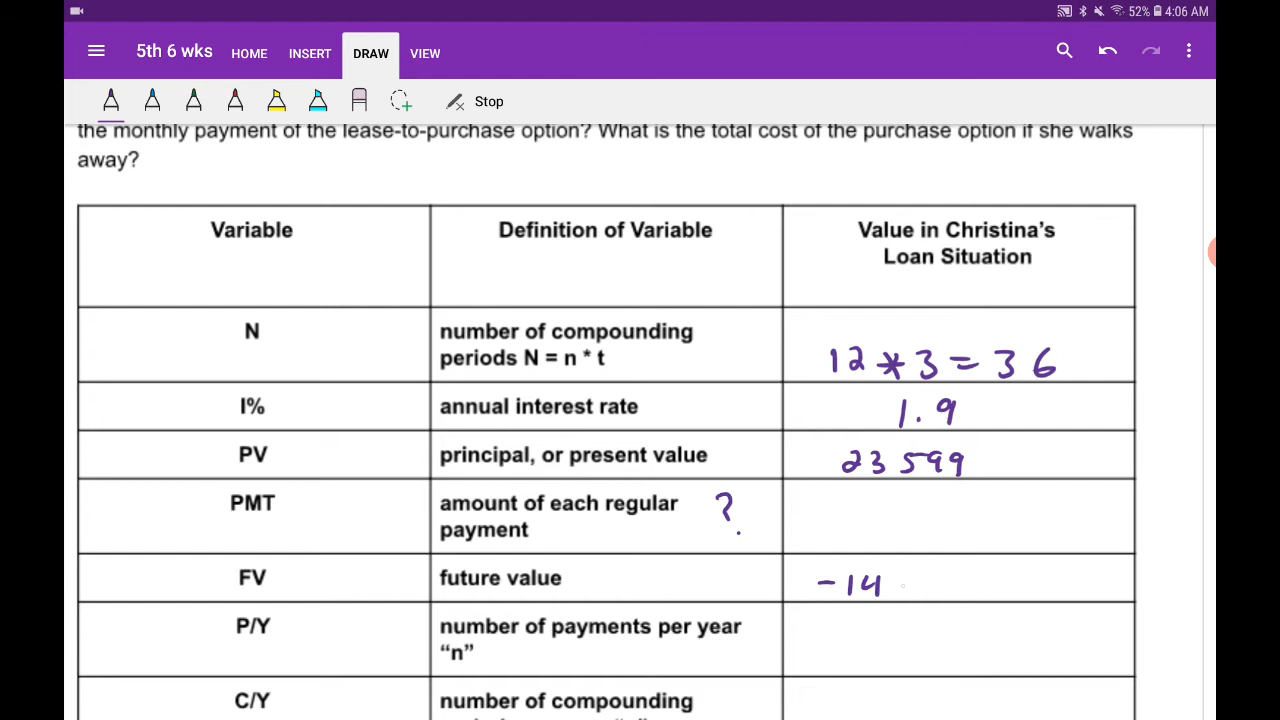 52% 4:06 AM
5th 6 wks HOME INSERT DRAW VIEW
Stop
the monthly payment of the lease-to-purchase option? What is the total cost of the purchase option if she walks
away?
Variable
Definition of Variable
Value in Christina's
Loan Situation
N
number of compounding
periods N = n * t
12 * 3 = 36
I%
annual interest rate
1.9
PV
principal, or present value
23 599
PMT
amount of each regular
payment
?
FV
future value
-14
P/Y
number of payments per year
“n”
C/Y
number of compounding